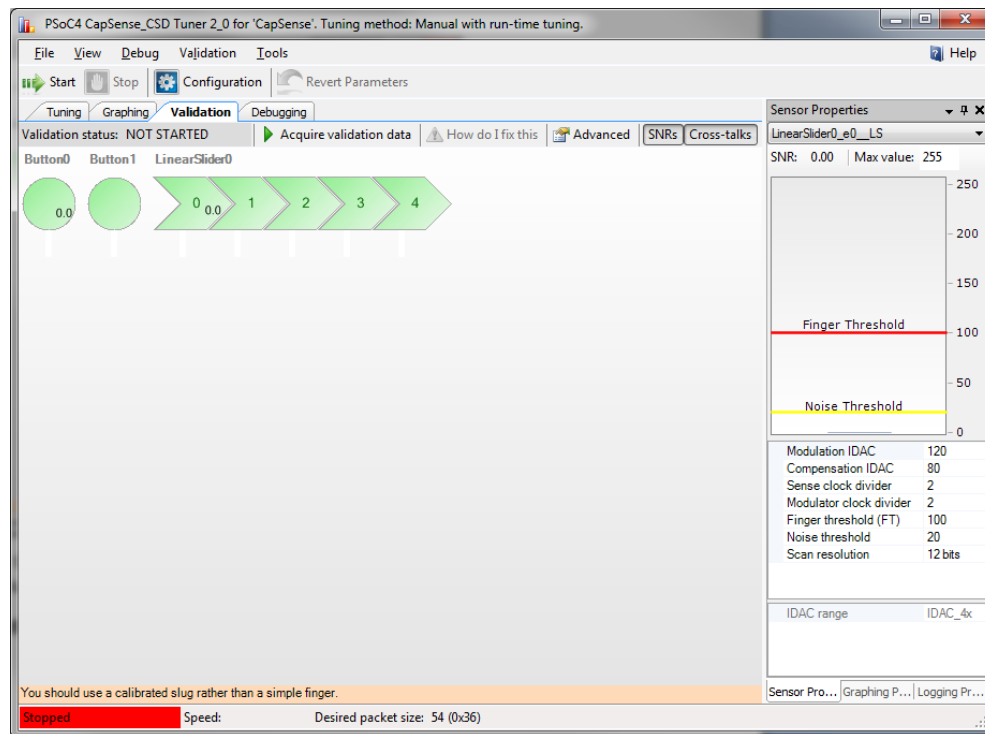 PSoC4 CapSense_CSD Tuner 2_0 for 'CapSense'. Tuning method: Manual with run-time tuning.
File View Debug Validation Tools Help
Start Stop Configuration Revert Parameters
Tuning Graphing Validation Debugging
Validation status: NOT STARTED Acquire validation data How do I fix this Advanced SNRs Cross-talks
Button0 Button1 LinearSlider0
0.0 0 0.0 1 2 3 4
You should use a calibrated slug rather than a simple finger.
Sensor Properties
LinearSlider0_e0__LS
SNR: 0.00 Max value: 255
250
200
150
Finger Threshold
100
50
Noise Threshold
0
Modulation IDAC 120
Compensation IDAC 80
Sense clock divider 2
Modulator clock divider 2
Finger threshold (FT) 100
Noise threshold 20
Scan resolution 12 bits
IDAC range IDAC_4x
Sensor Pro... Graphing P... Logging Pr...
Stopped Speed: Desired packet size: 54 (0x36)